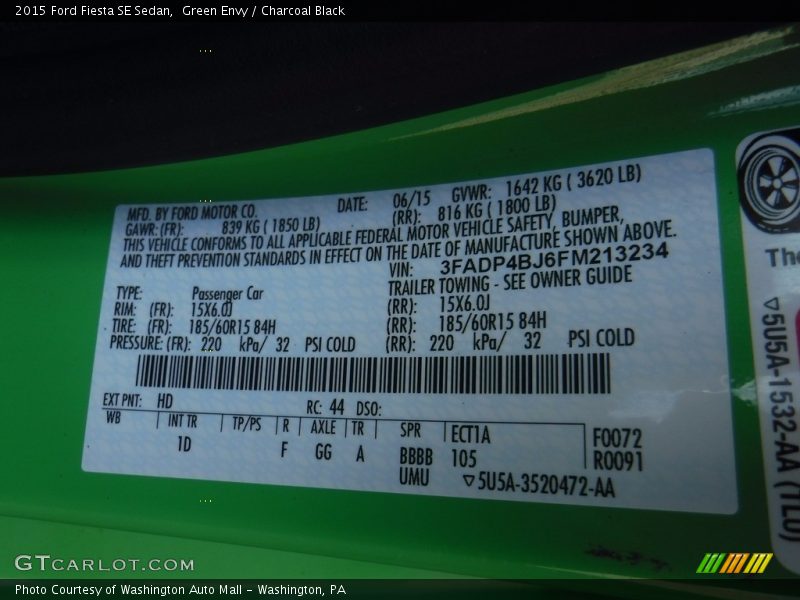 2015 Ford Fiesta SE Sedan, Green Envy / Charcoal Black
MFD. BY FORD MOTOR CO. DATE: 06/15 GVWR: 1642 KG ( 3620 LB)
GAWR:(FR): 839 KG ( 1850 LB) (RR): 816 KG ( 1800 LB)
THIS VEHICLE CONFORMS TO ALL APPLICABLE FEDERAL MOTOR VEHICLE SAFETY, BUMPER,
AND THEFT PREVENTION STANDARDS IN EFFECT ON THE DATE OF MANUFACTURE SHOWN ABOVE.
VIN: 3FADP4BJ6FM213234
TRAILER TOWING - SEE OWNER GUIDE
TYPE: Passenger Car
RIM: (FR): 15X6.0J (RR): 15X6.0J
TIRE: (FR): 185/60R15 84H (RR): 185/60R15 84H
PRESSURE:(FR): 220 kPa/ 32 PSI COLD (RR): 220 kPa/ 32 PSI COLD
EXT PNT: HD RC: 44 DSO:
WB INT TR TP/PS R AXLE TR SPR ECT1A F0072
1D F GG A BBBB 105 R0091
UMU ▽5U5A-3520472-AA
The
▽5U5A-1532-AA (TL0)
GTCARLOT.COM
Photo Courtesy of Washington Auto Mall - Washington, PA